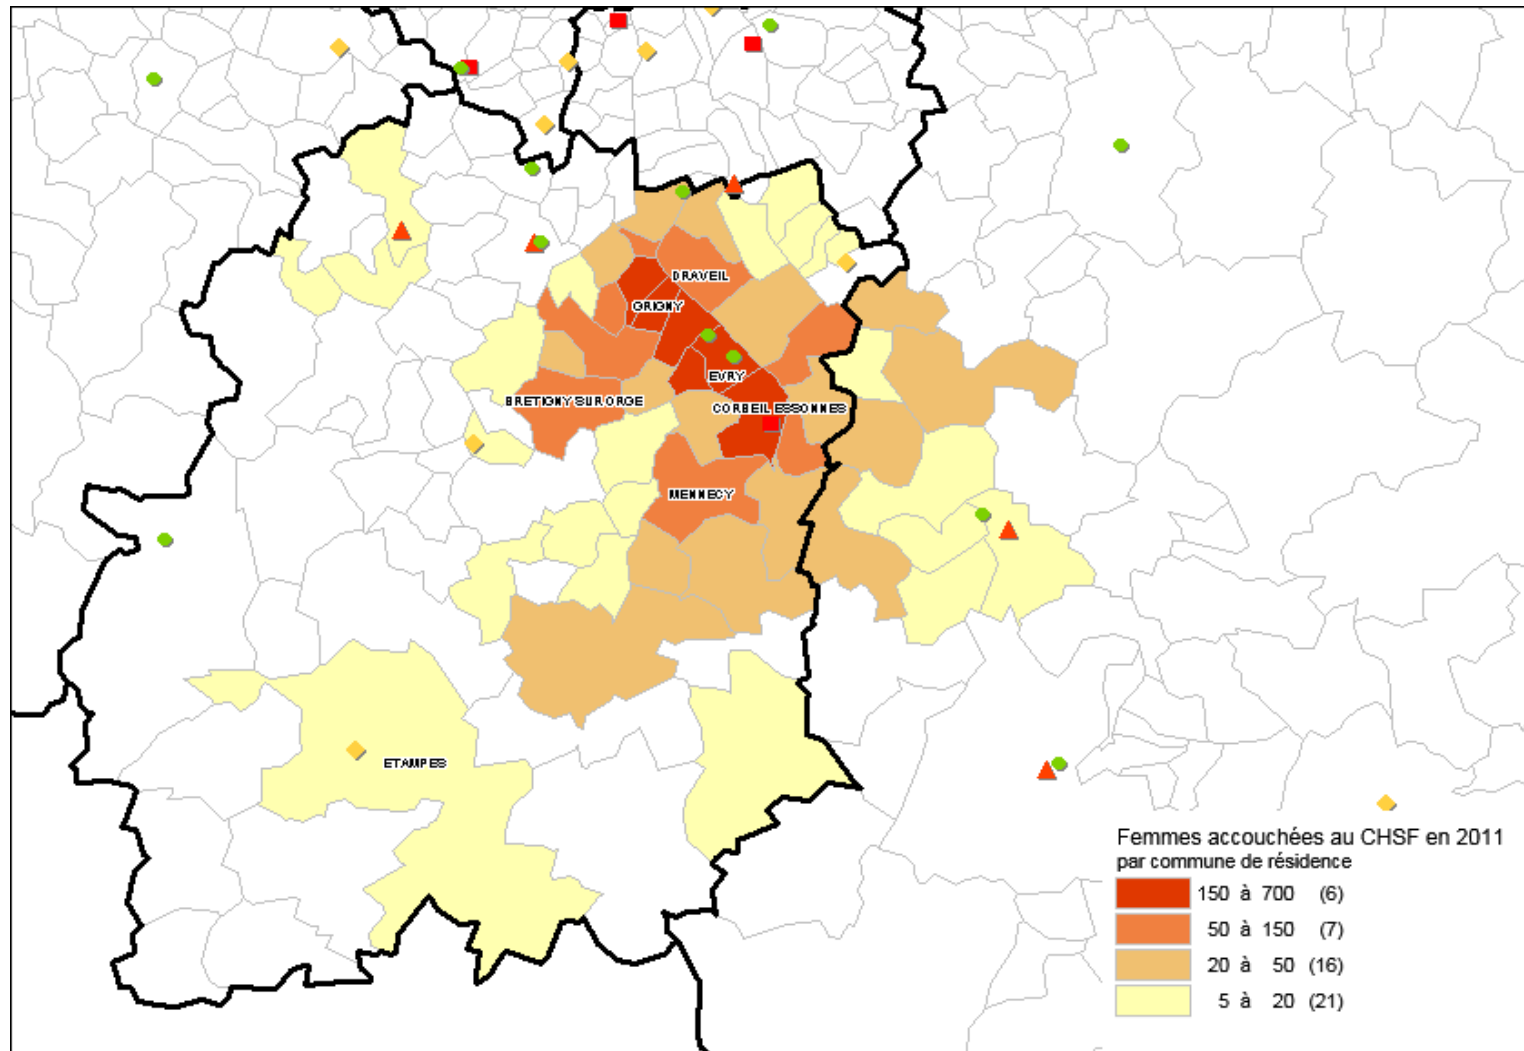 DRAVEIL
GRIGNY
EVRY
BRETIGNY SUR ORGE
CORBEIL ESSONNES
MENNECY
ETAMPES
Femmes accouchées au CHSF en 2011
par commune de résidence
150 à 700 (6)
50 à 150 (7)
20 à 50 (16)
5 à 20 (21)